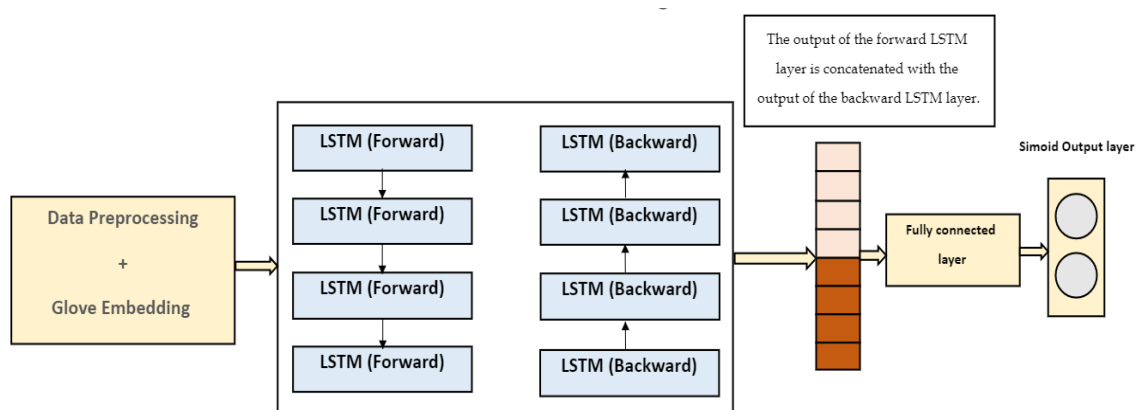 The output of the forward LSTM
layer is concatenated with the
output of the backward LSTM layer.
Data Preprocessing
+
Glove Embedding
LSTM (Forward)
LSTM (Forward)
LSTM (Forward)
LSTM (Forward)
LSTM (Backward)
LSTM (Backward)
LSTM (Backward)
LSTM (Backward)
Fully connected
layer
Simoid Output layer